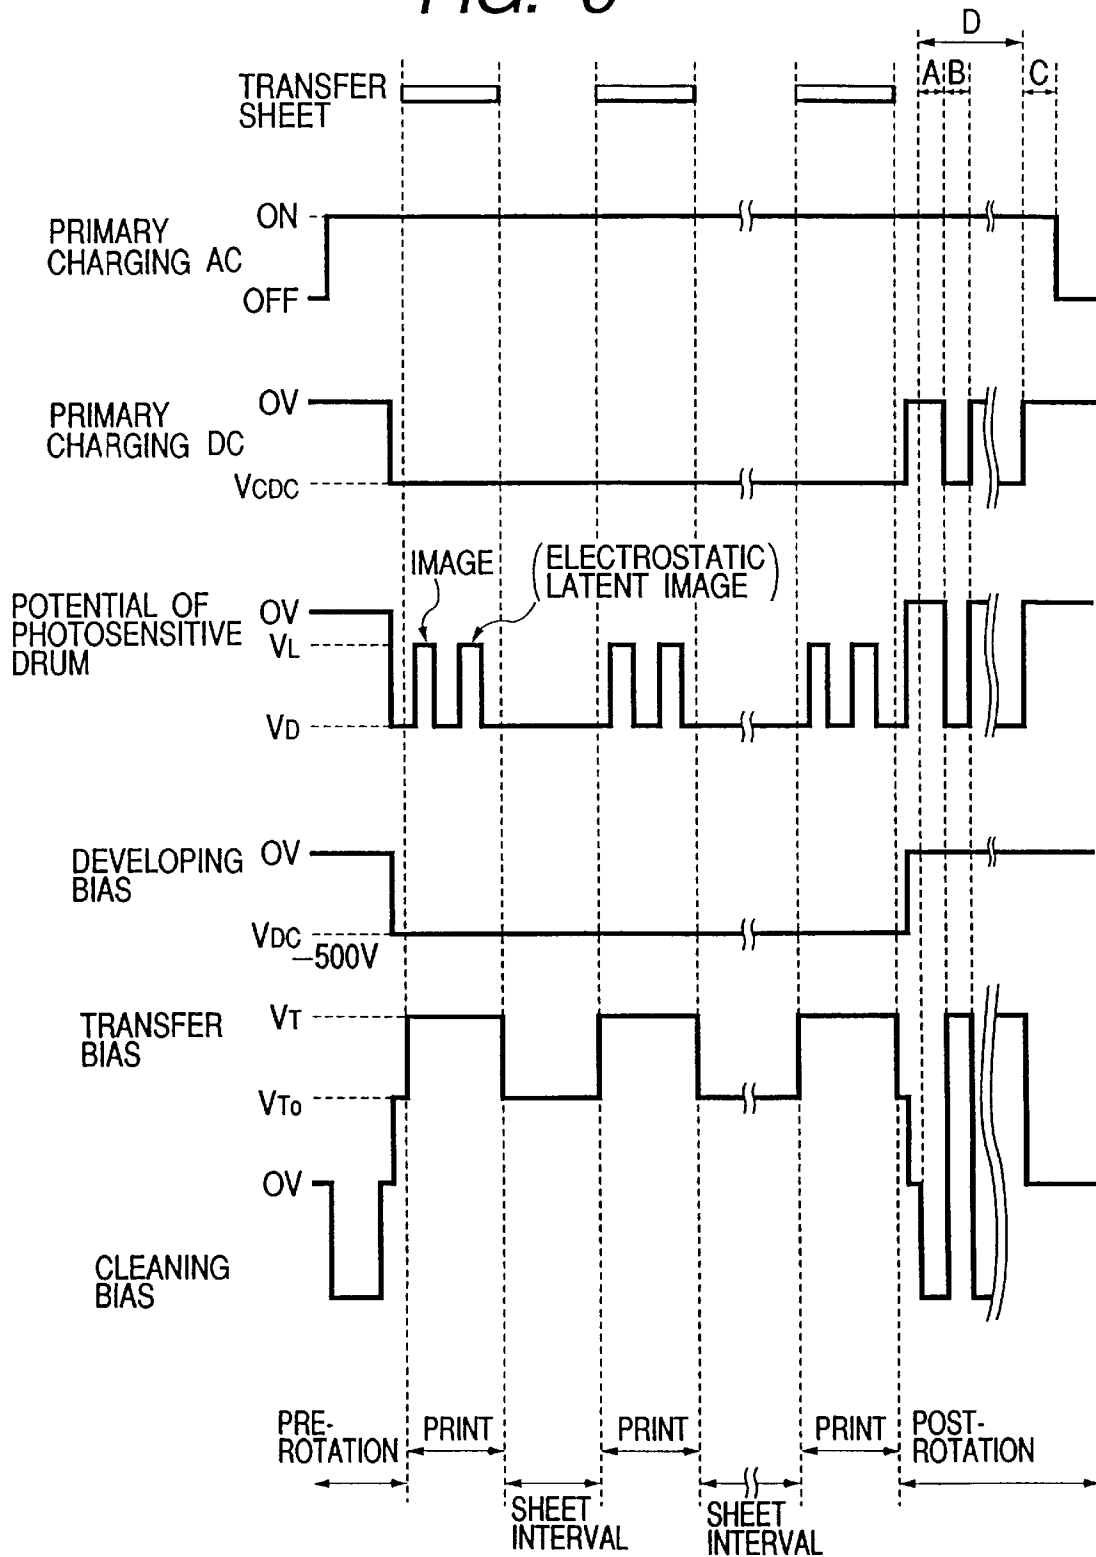 D
A B C
TRANSFER
SHEET
ON
PRIMARY
CHARGING AC
OFF
OV
PRIMARY
CHARGING DC
VCDC
IMAGE
(ELECTROSTATIC
LATENT IMAGE)
POTENTIAL OF
PHOTOSENSITIVE
DRUM
OV
VL
VD
DEVELOPING
BIAS
OV
VDC
-500V
TRANSFER
BIAS
VT
VTo
OV
CLEANING
BIAS
PRE-
ROTATION
PRINT
PRINT
PRINT
POST-
ROTATION
SHEET
INTERVAL
SHEET
INTERVAL